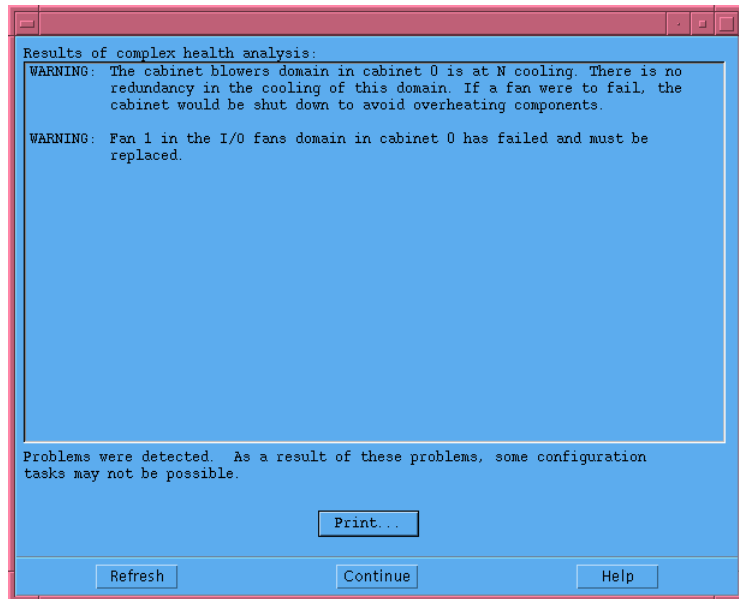 Results of complex health analysis:
WARNING: The cabinet blowers domain in cabinet 0 is at N cooling. There is no
redundancy in the cooling of this domain. If a fan were to fail, the
cabinet would be shut down to avoid overheating components.
WARNING: Fan 1 in the I/O fans domain in cabinet 0 has failed and must be
replaced.
Problems were detected. As a result of these problems, some configuration
tasks may not be possible.
Print...
Refresh Continue Help